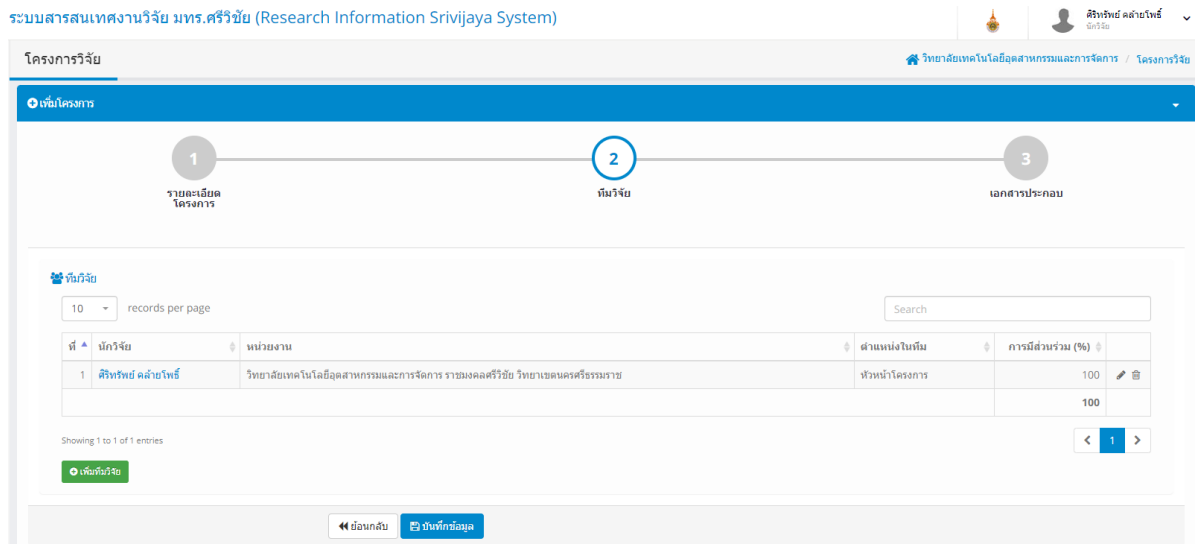 ระบบสารสนเทศงานวิจัย มทร.ศรีวิชัย (Research Information Srivijaya System)
ศิริทรัพย์ คล้ายโพธิ์
นักวิจัย
โครงการวิจัย
วิทยาลัยเทคโนโลยีอุตสาหกรรมและการจัดการ / โครงการวิจัย
เพิ่มโครงการ
1 2 3
รายละเอียด
โครงการ
ทีมวิจัย
เอกสารประกอบ
ทีมวิจัย
10 records per page
Search
ที่ นักวิจัย หน่วยงาน ตำแหน่งในทีม การมีส่วนร่วม (%)
1 ศิริทรัพย์ คล้ายโพธิ์ วิทยาลัยเทคโนโลยีอุตสาหกรรมและการจัดการ ราชมงคลศรีวิชัย วิทยาเขตนครศรีธรรมราช หัวหน้าโครงการ 100
100
Showing 1 to 1 of 1 entries
1
เพิ่มทีมวิจัย
ย้อนกลับ บันทึกข้อมูล